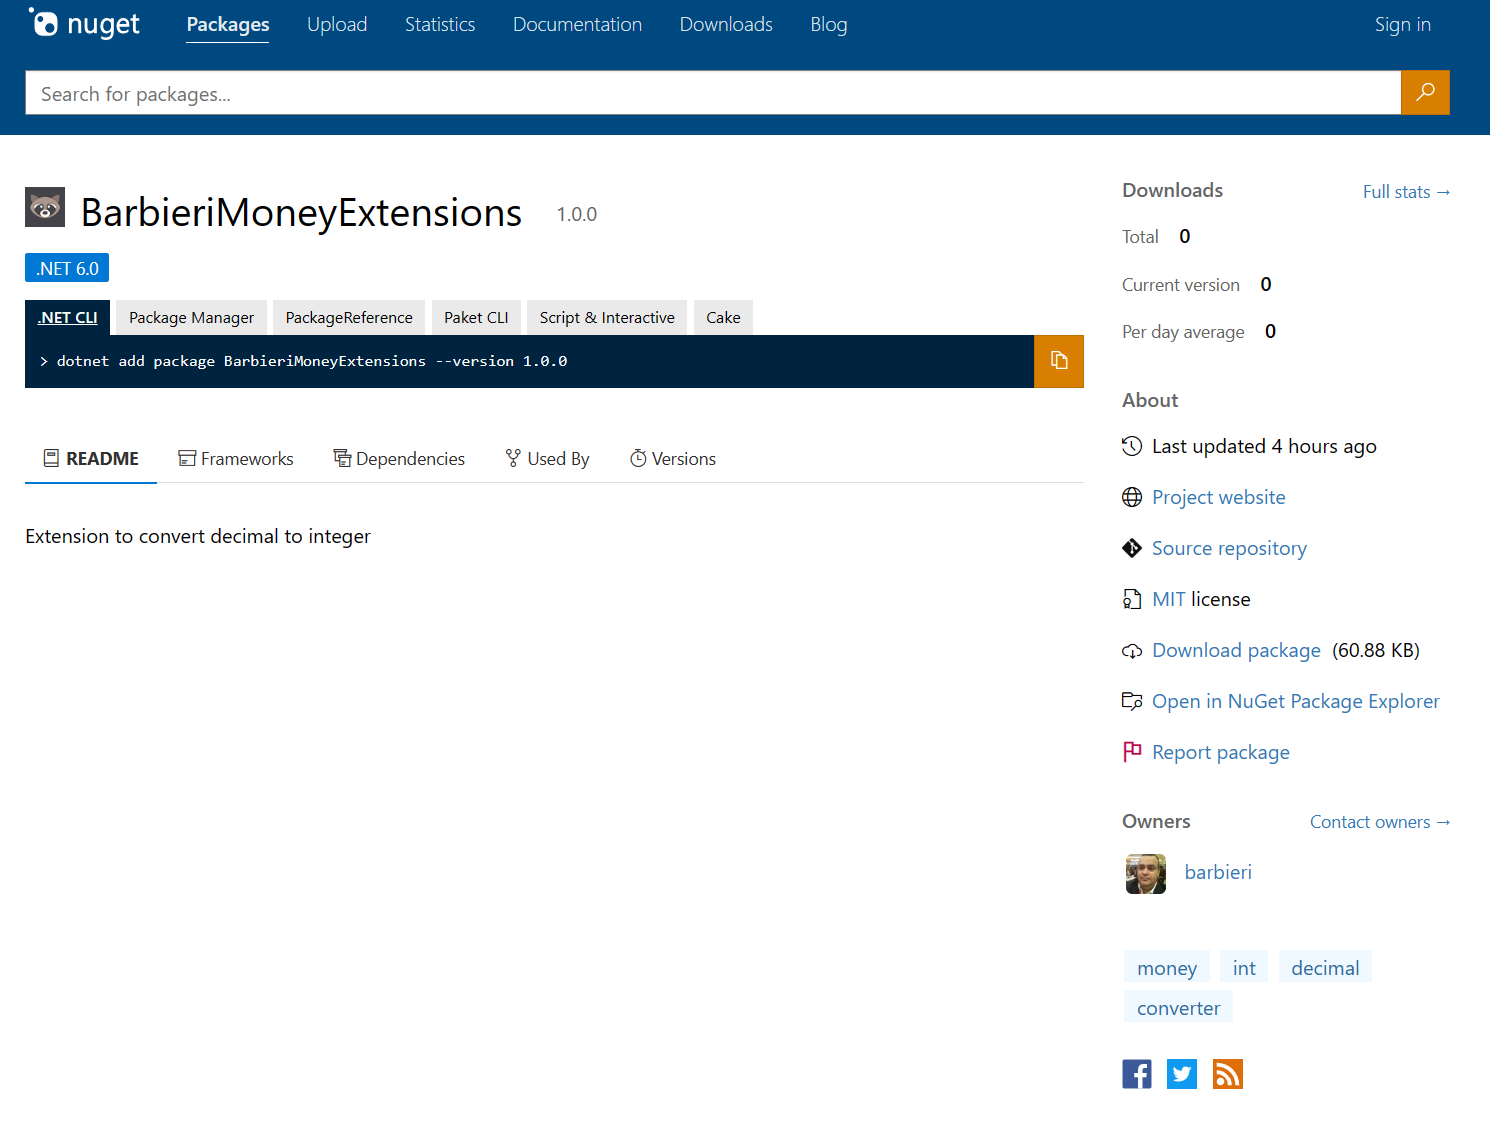 nuget Packages Upload Statistics Documentation Downloads Blog Sign in
Search for packages...
BarbieriMoneyExtensions 1.0.0
.NET 6.0
.NET CLI Package Manager PackageReference Paket CLI Script & Interactive Cake
> dotnet add package BarbieriMoneyExtensions --version 1.0.0
README Frameworks Dependencies Used By Versions
Extension to convert decimal to integer
Downloads Full stats →
Total 0
Current version 0
Per day average 0
About
Last updated 4 hours ago
Project website
Source repository
MIT license
Download package (60.88 KB)
Open in NuGet Package Explorer
Report package
Owners Contact owners →
barbieri
money int decimal
converter